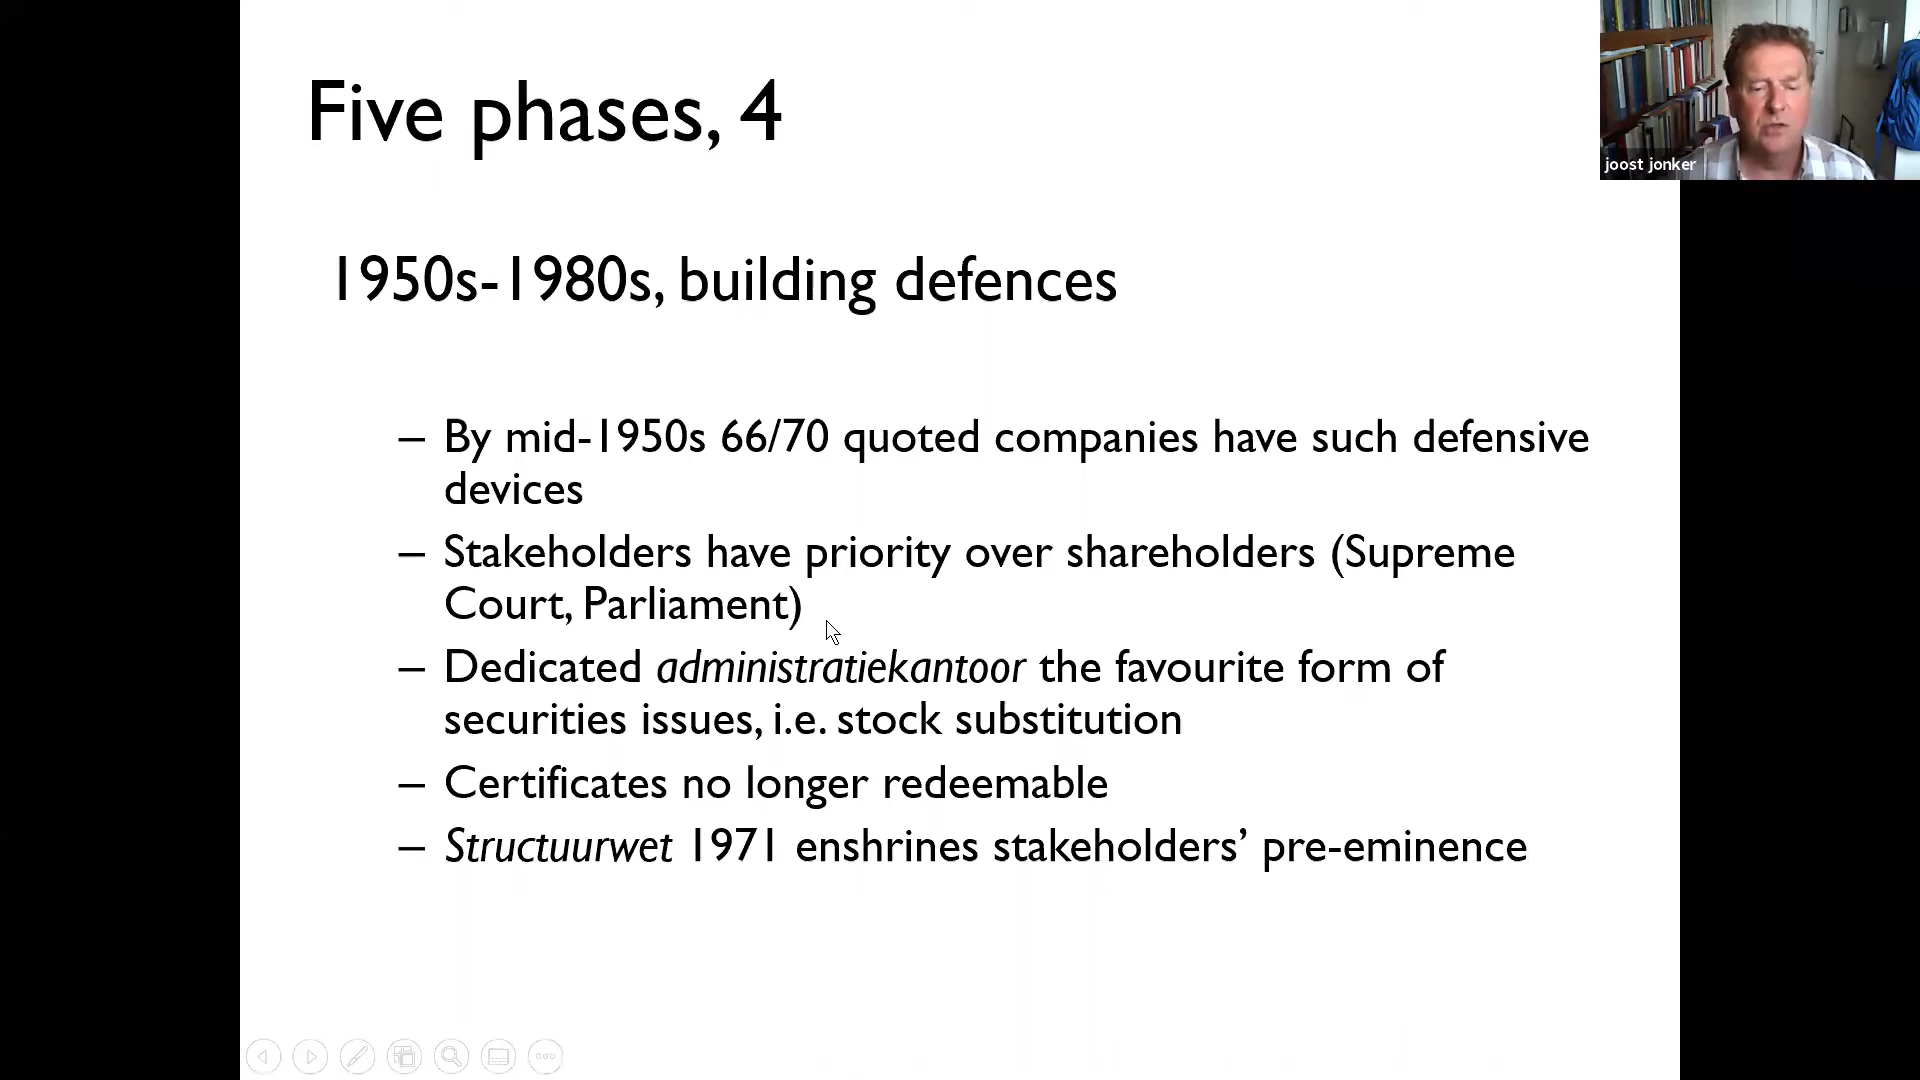 Five phases, 4
joost jonker
1950s-1980s, building defences
– By mid-1950s 66/70 quoted companies have such defensive
devices
– Stakeholders have priority over shareholders (Supreme
Court, Parliament)
– Dedicated administratiekantoor the favourite form of
securities issues, i.e. stock substitution
– Certificates no longer redeemable
– Structuurwet 1971 enshrines stakeholders’ pre-eminence